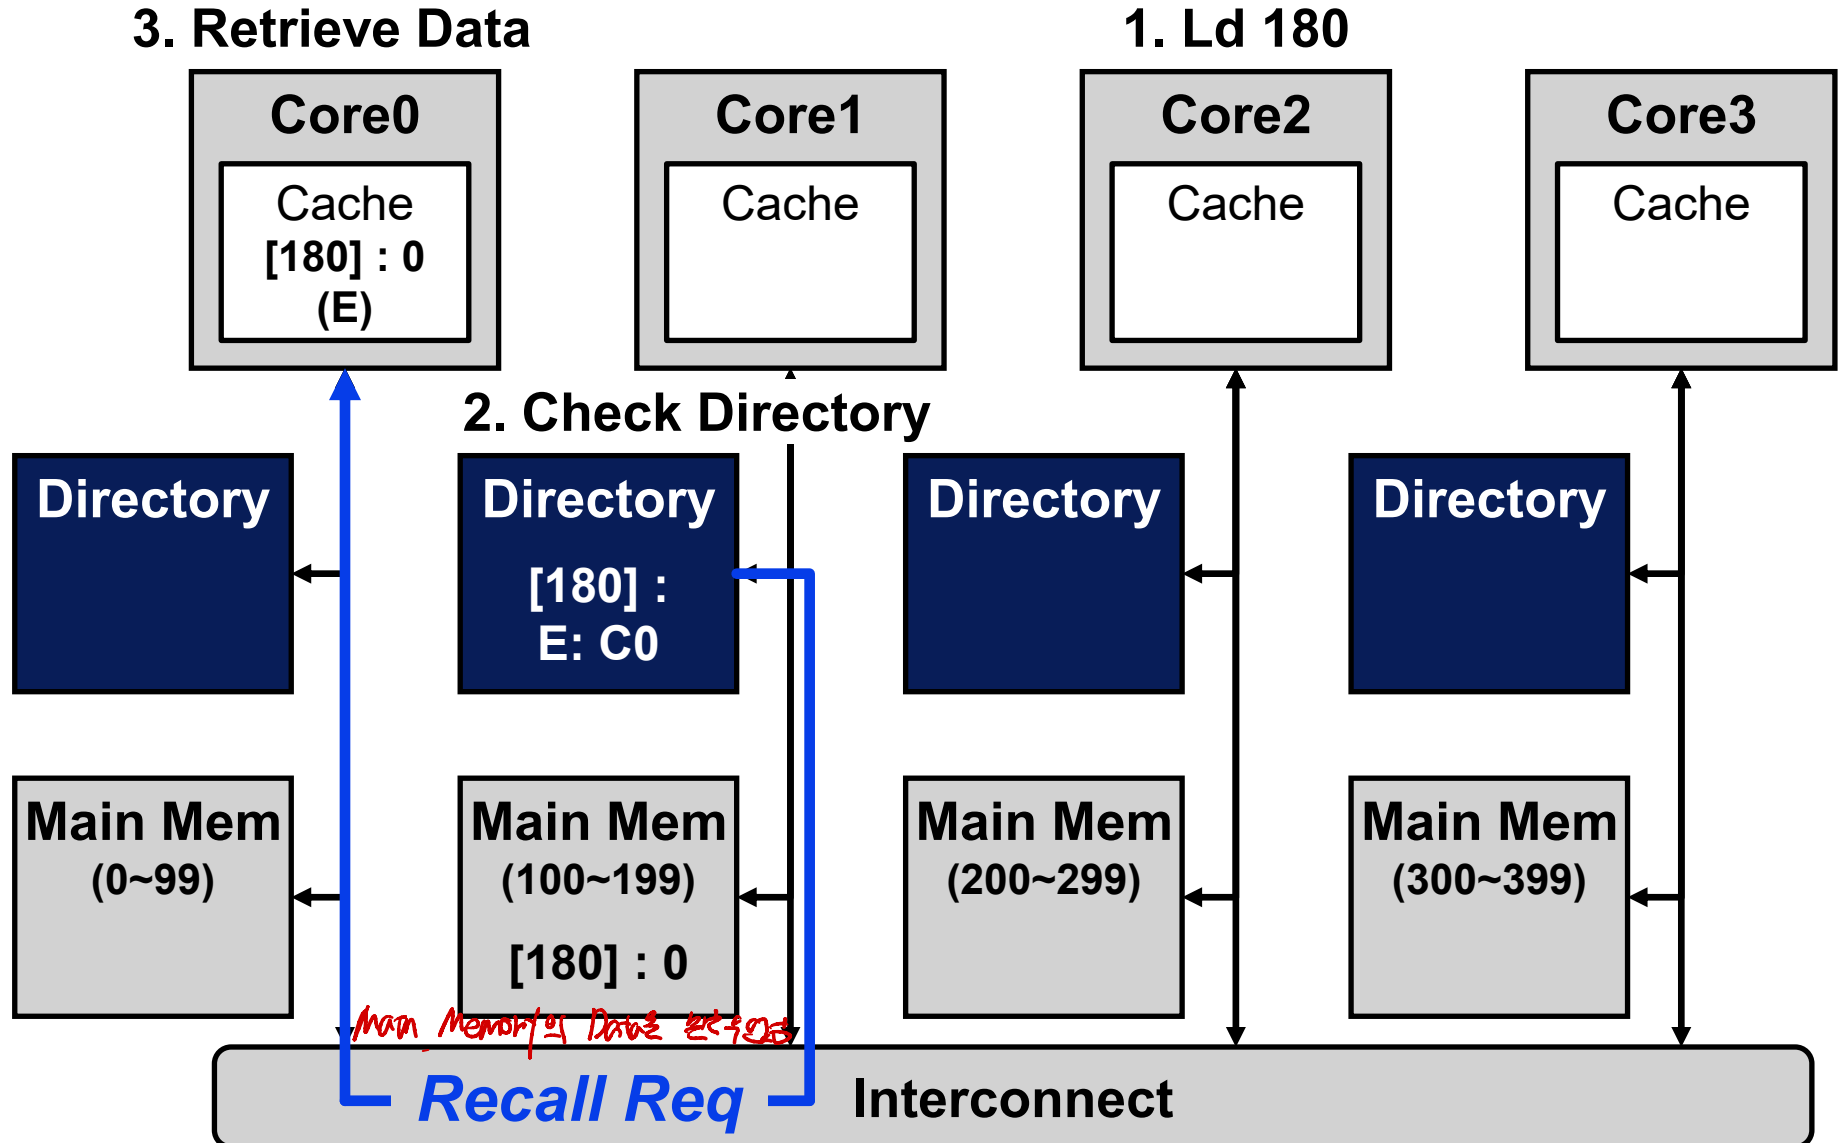 3. Retrieve Data
1. Ld 180
Core0
Core1
Core2
Core3
Cache
[180] : 0
(E)
Cache
Cache
Cache
2. Check Directory
Directory
Directory
[180] :
E: C0
Directory
Directory
Main Mem
(0~99)
Main Mem
(100~199)
[180] : 0
Main Mem
(200~299)
Main Mem
(300~399)
Main Memory의 Data를
Recall Req
Interconnect